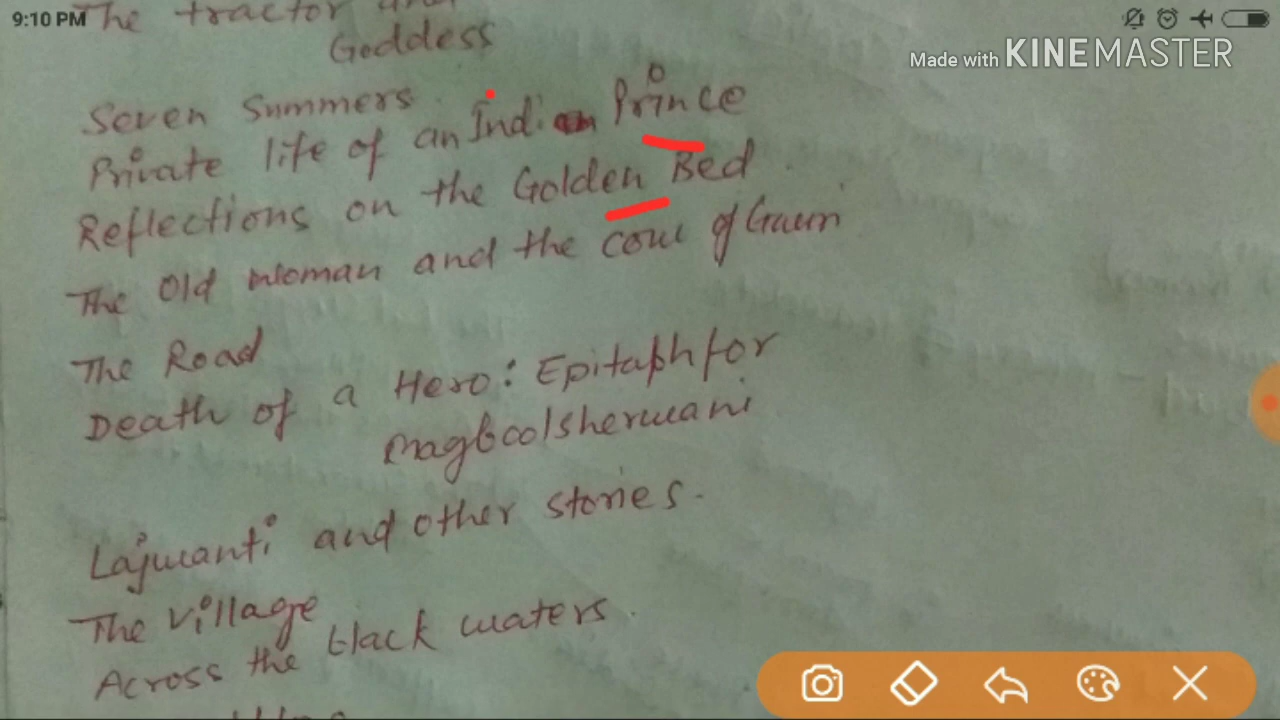 9:10 PM
Made with KINEMASTER
The tractor and
Goddess
Seven Summers.
Private life of an Indian Prince
Reflections on the Golden Bed.
The Old woman and the cow of Gauri
The Road
Death of a Hero: Epitaph for
Maqboolsherwani
Lajwanti and other stories.
The Village
Across the black waters.